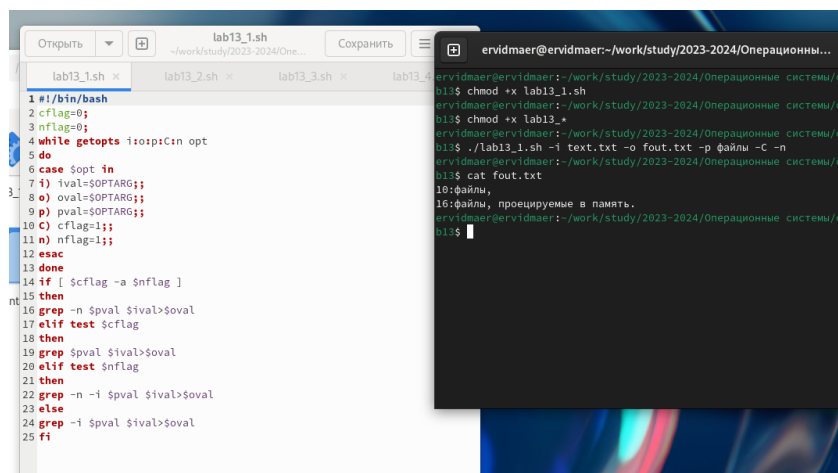 Открыть
lab13_1.sh
~/work/study/2023-2024/Опе...
Сохранить
lab13_1.sh ×
lab13_2.sh ×
lab13_3.sh ×
lab13_4.
1 #!/bin/bash
2 cflag=0;
3 nflag=0;
4 while getopts i:o:p:C:n opt
5 do
6 case $opt in
7 i) ival=$OPTARG;;
8 o) oval=$OPTARG;;
9 p) pval=$OPTARG;;
10 C) cflag=1;;
11 n) nflag=1;;
12 esac
13 done
14 if [ $cflag -a $nflag ]
15 then
16 grep -n $pval $ival>$oval
17 elif test $cflag
18 then
19 grep $pval $ival>$oval
20 elif test $nflag
21 then
22 grep -n -i $pval $ival>$oval
23 else
24 grep -i $pval $ival>$oval
25 fi
ervidmaer@ervidmaer:~/work/study/2023-2024/Операционны...
ervidmaer@ervidmaer:~/work/study/2023-2024/Операционные системы/
b13$ chmod +x lab13_1.sh
ervidmaer@ervidmaer:~/work/study/2023-2024/Операционные системы/
b13$ chmod +x lab13_*
ervidmaer@ervidmaer:~/work/study/2023-2024/Операционные системы/
b13$ ./lab13_1.sh -i text.txt -o fout.txt -p файлы -C -n
ervidmaer@ervidmaer:~/work/study/2023-2024/Операционные системы/
b13$ cat fout.txt
10:файлы,
16:файлы, проецируемые в память.
ervidmaer@ervidmaer:~/work/study/2023-2024/Операционные системы/
b13$